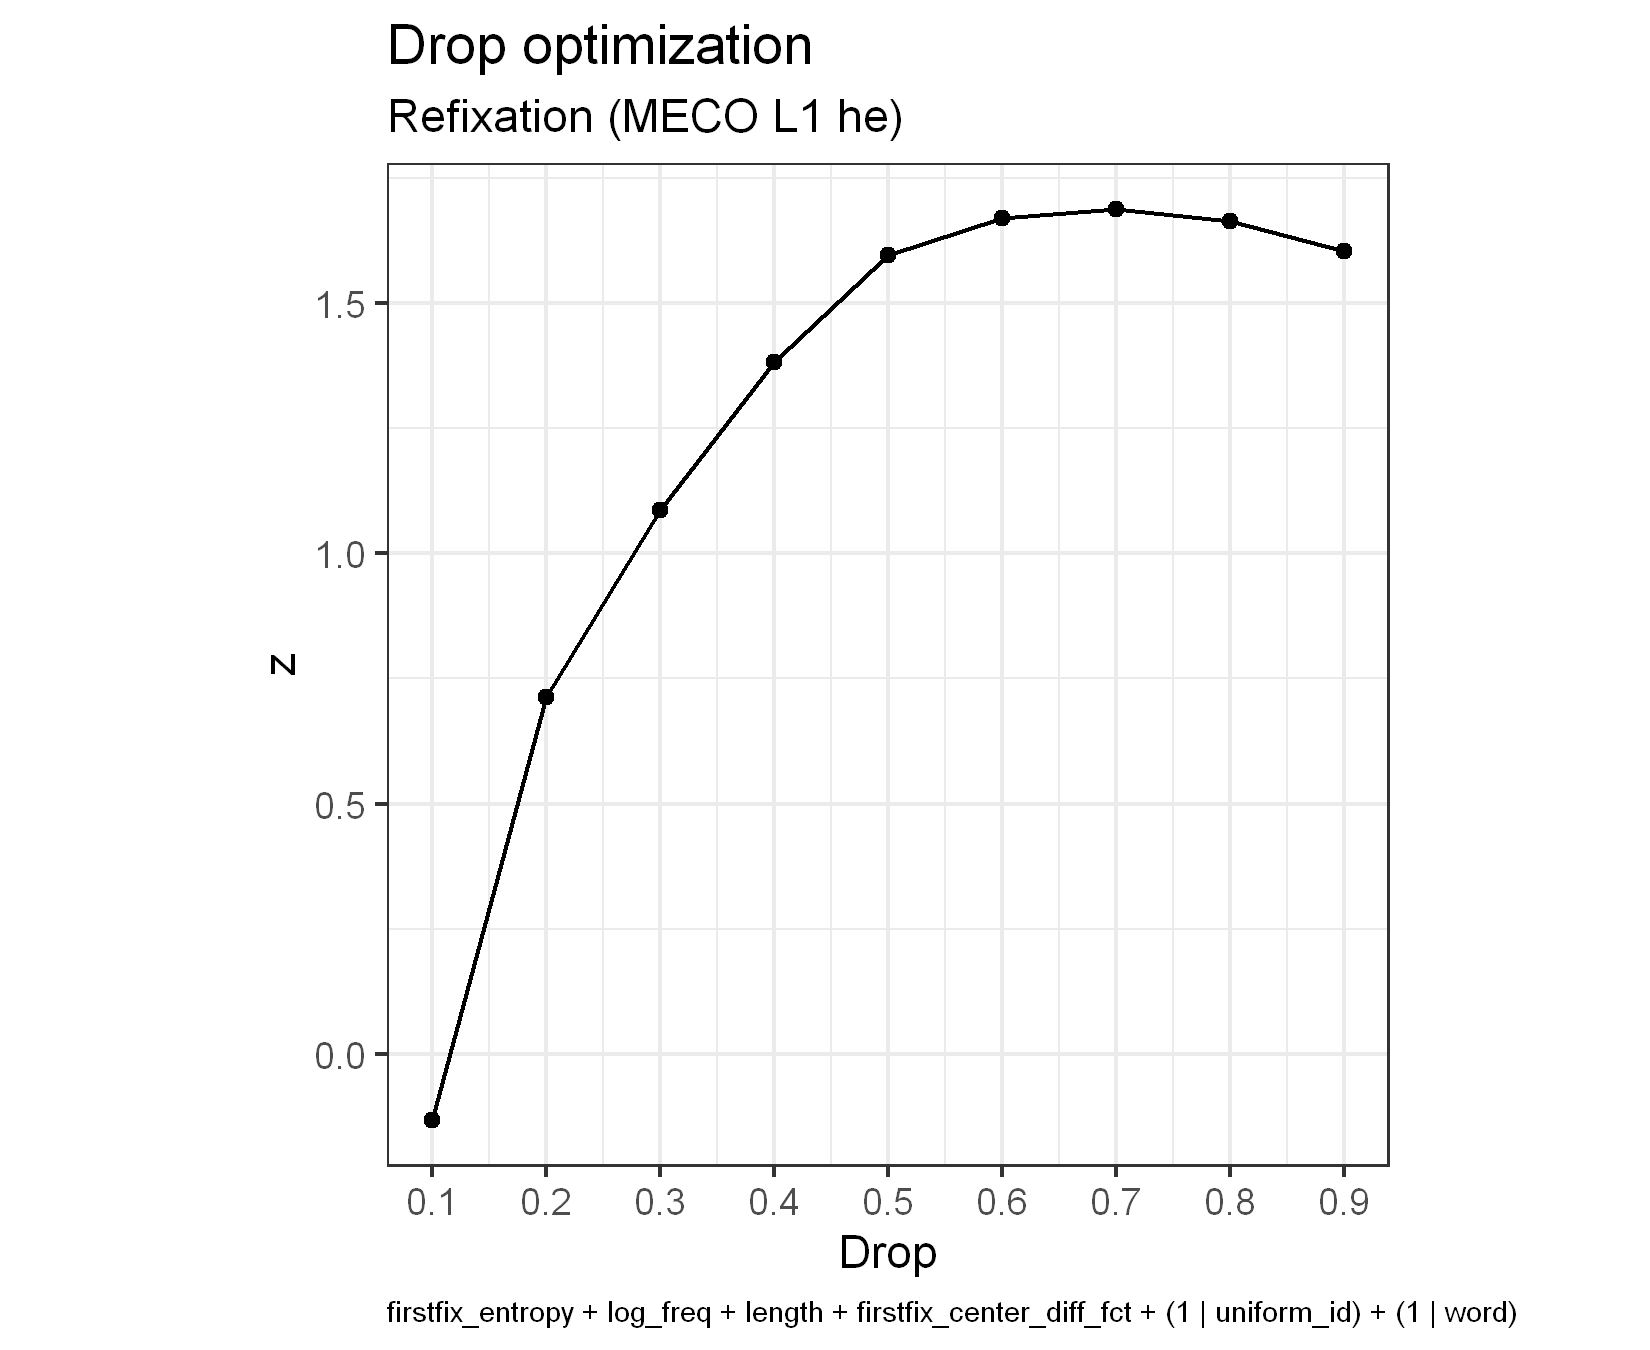 Drop optimization
Refixation (MECO L1 he)
1.5
1.0
0.5
0.0
z
0.1 0.2 0.3 0.4 0.5 0.6 0.7 0.8 0.9
Drop
firstfix_entropy + log_freq + length + firstfix_center_diff_fct + (1 | uniform_id) + (1 | word)